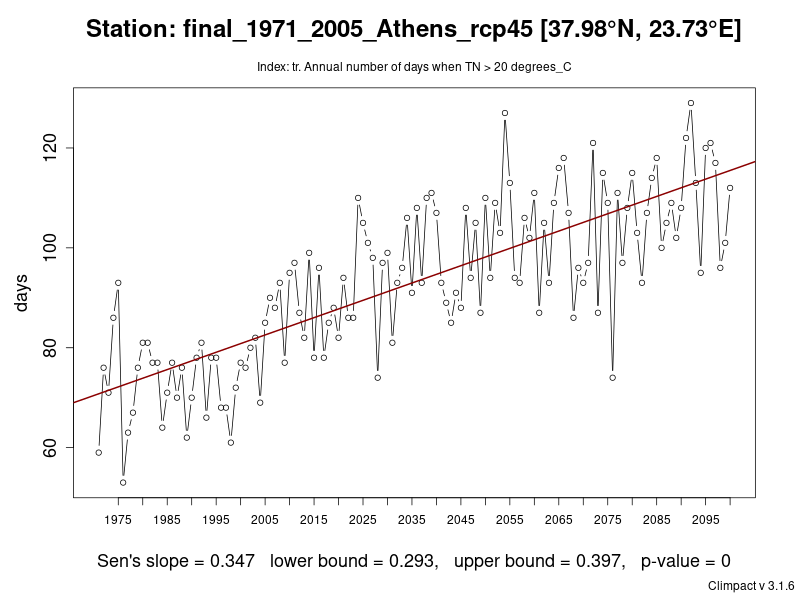 Station: final_1971_2005_Athens_rcp45 [37.98°N, 23.73°E]
Index: tr. Annual number of days when TN > 20 degrees_C
120
100
80
60
days
1975 1985 1995 2005 2015 2025 2035 2045 2055 2065 2075 2085 2095
Sen's slope = 0.347 lower bound = 0.293, upper bound = 0.397, p-value = 0
Climpact v 3.1.6